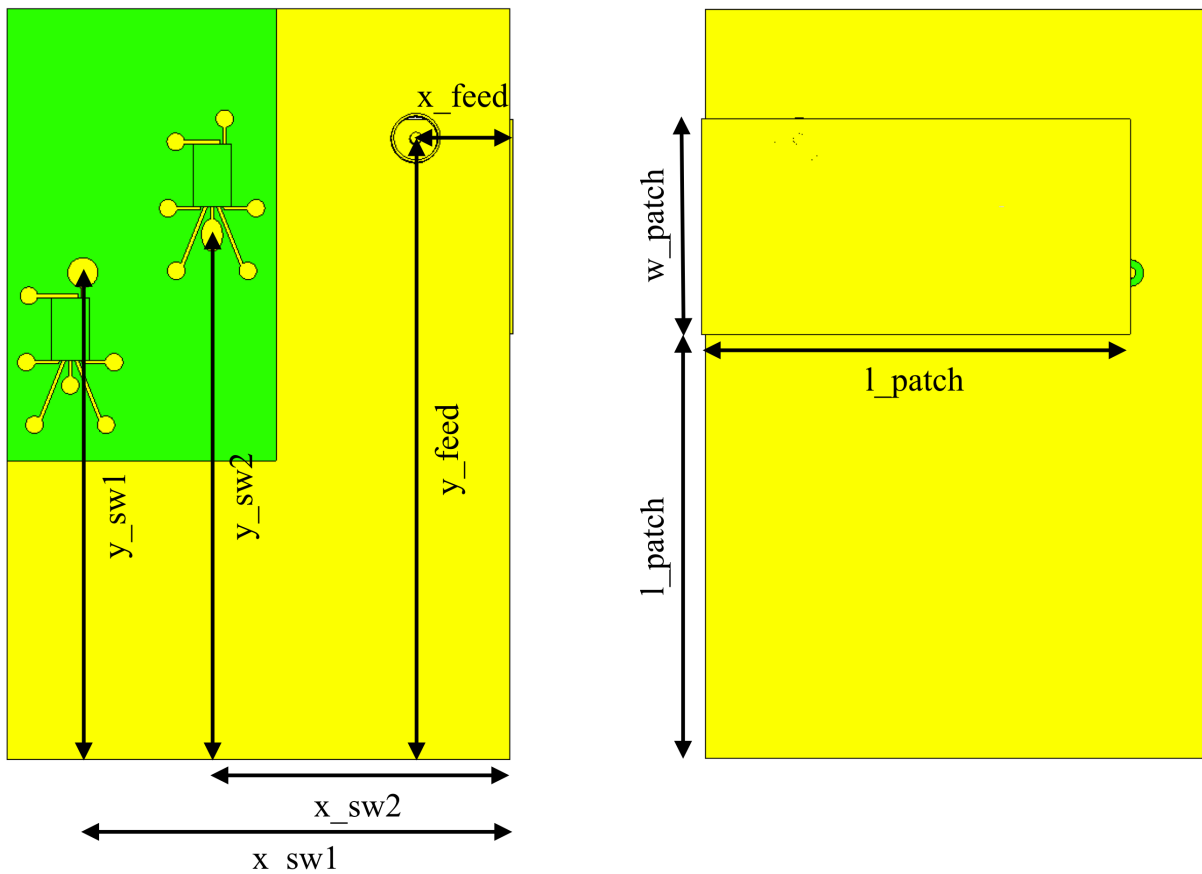 x_feed
y_feed
y_sw2
y_sw1
x_sw2
x_sw1
w_patch
l_patch
l_patch